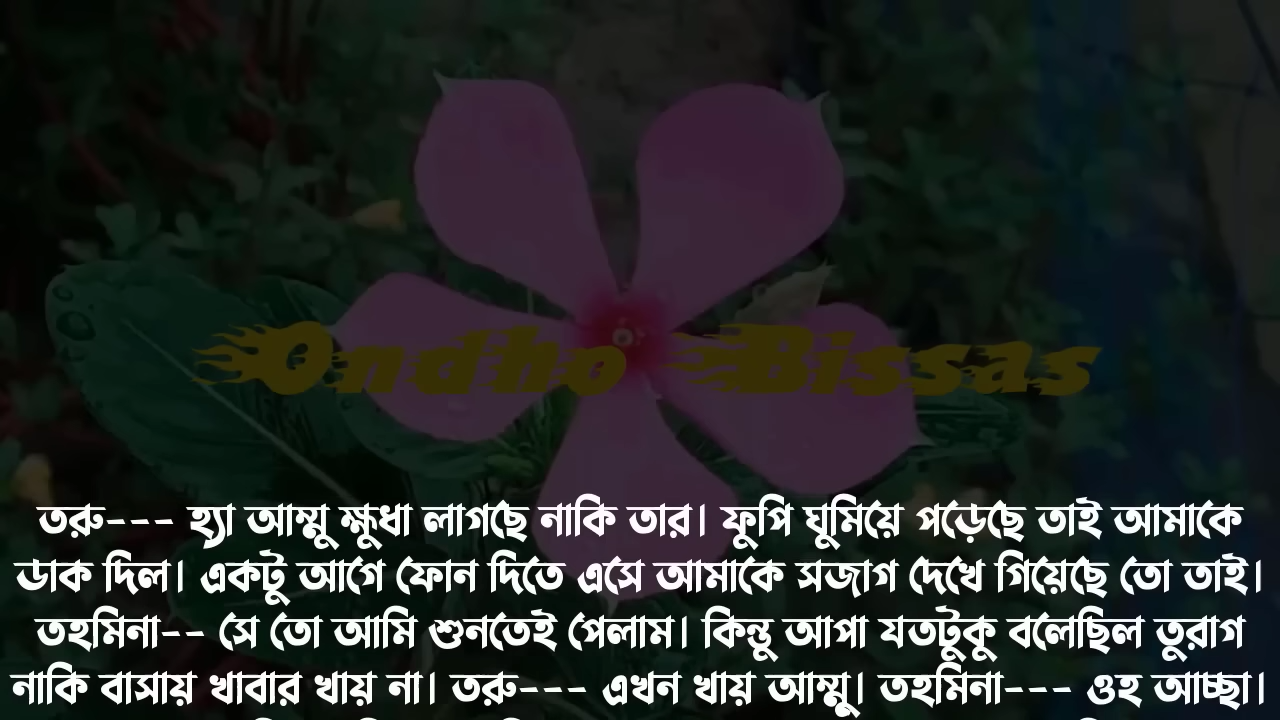 Ondho Bissas
তরু--- হ্যা আম্মু ক্ষুধা লাগছে নাকি তার। ফুপি ঘুমিয়ে পড়েছে তাই আমাকে
ডাক দিল। একটু আগে ফোন দিতে এসে আমাকে সজাগ দেখে গিয়েছে তো তাই।
তহমিনা-- সে তো আমি শুনতেই পেলাম। কিন্তু আপা যতটুকু বলেছিল তুরাগ
নাকি বাসায় খাবার খায় না। তরু--- এখন খায় আম্মু। তহমিনা--- ওহ আচ্ছা।